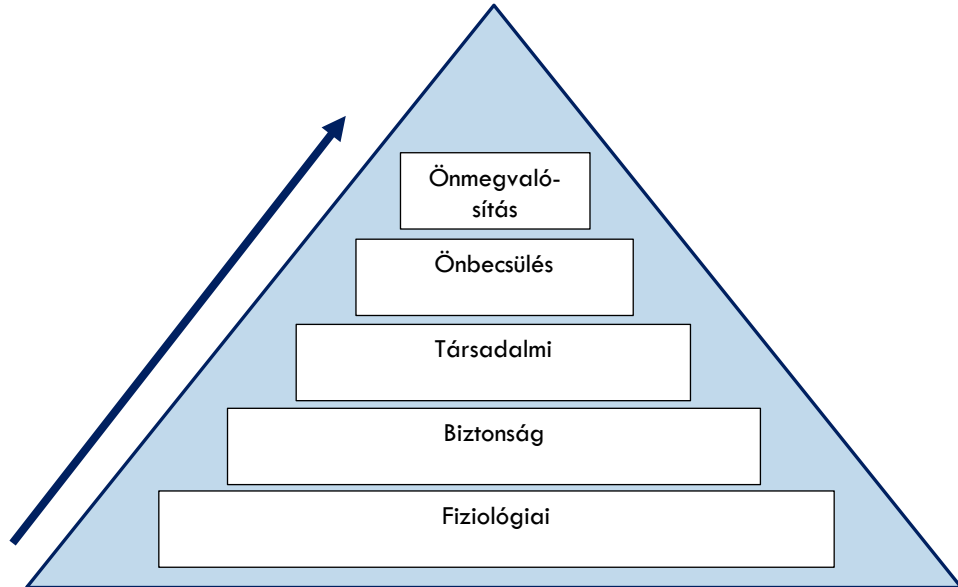 Önmegvaló-
sítás
Önbecsülés
Társadalmi
Biztonság
Fiziológiai